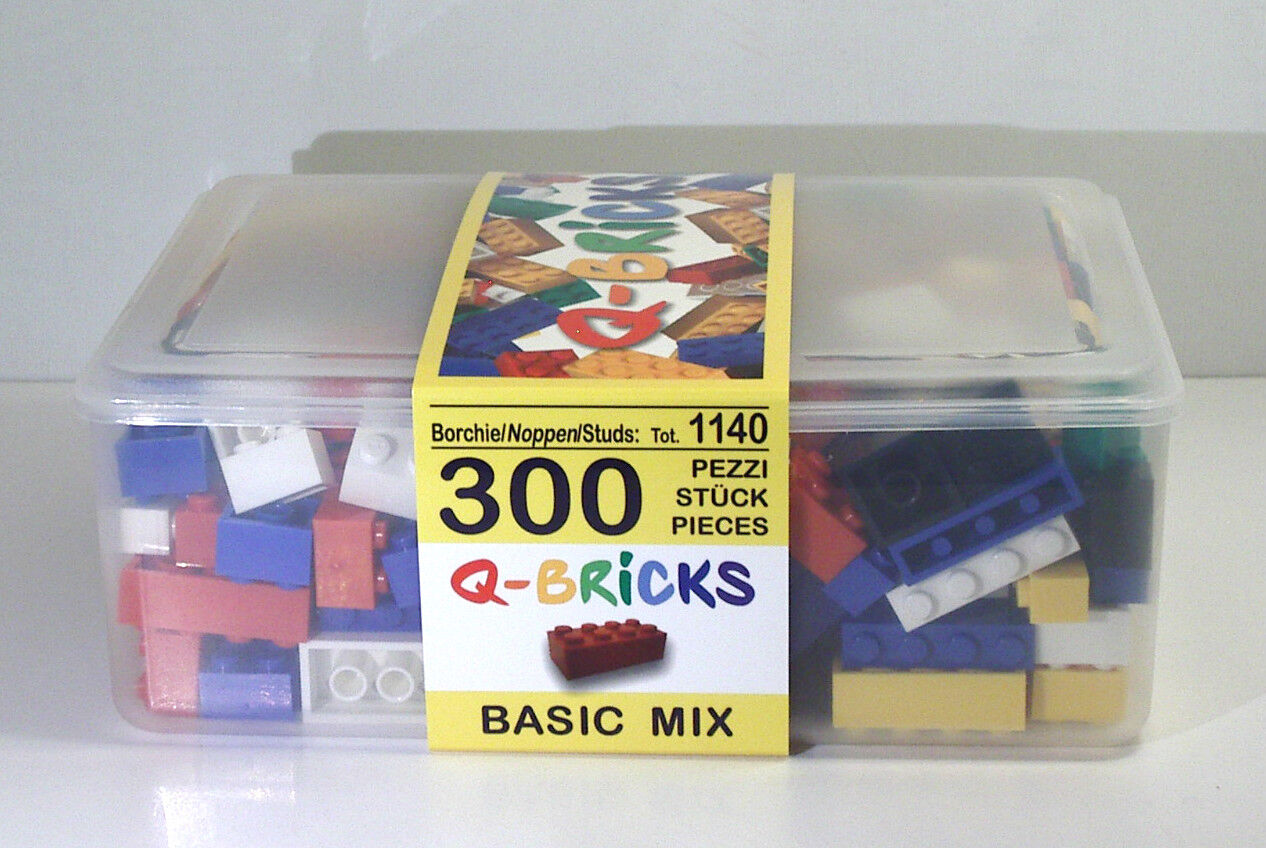 Q-BRiCKS
Borchie/Noppen/Studs: Tot. 1140
300
PEZZI
STÜCK
PIECES
Q-BRiCKS
BASIC MIX